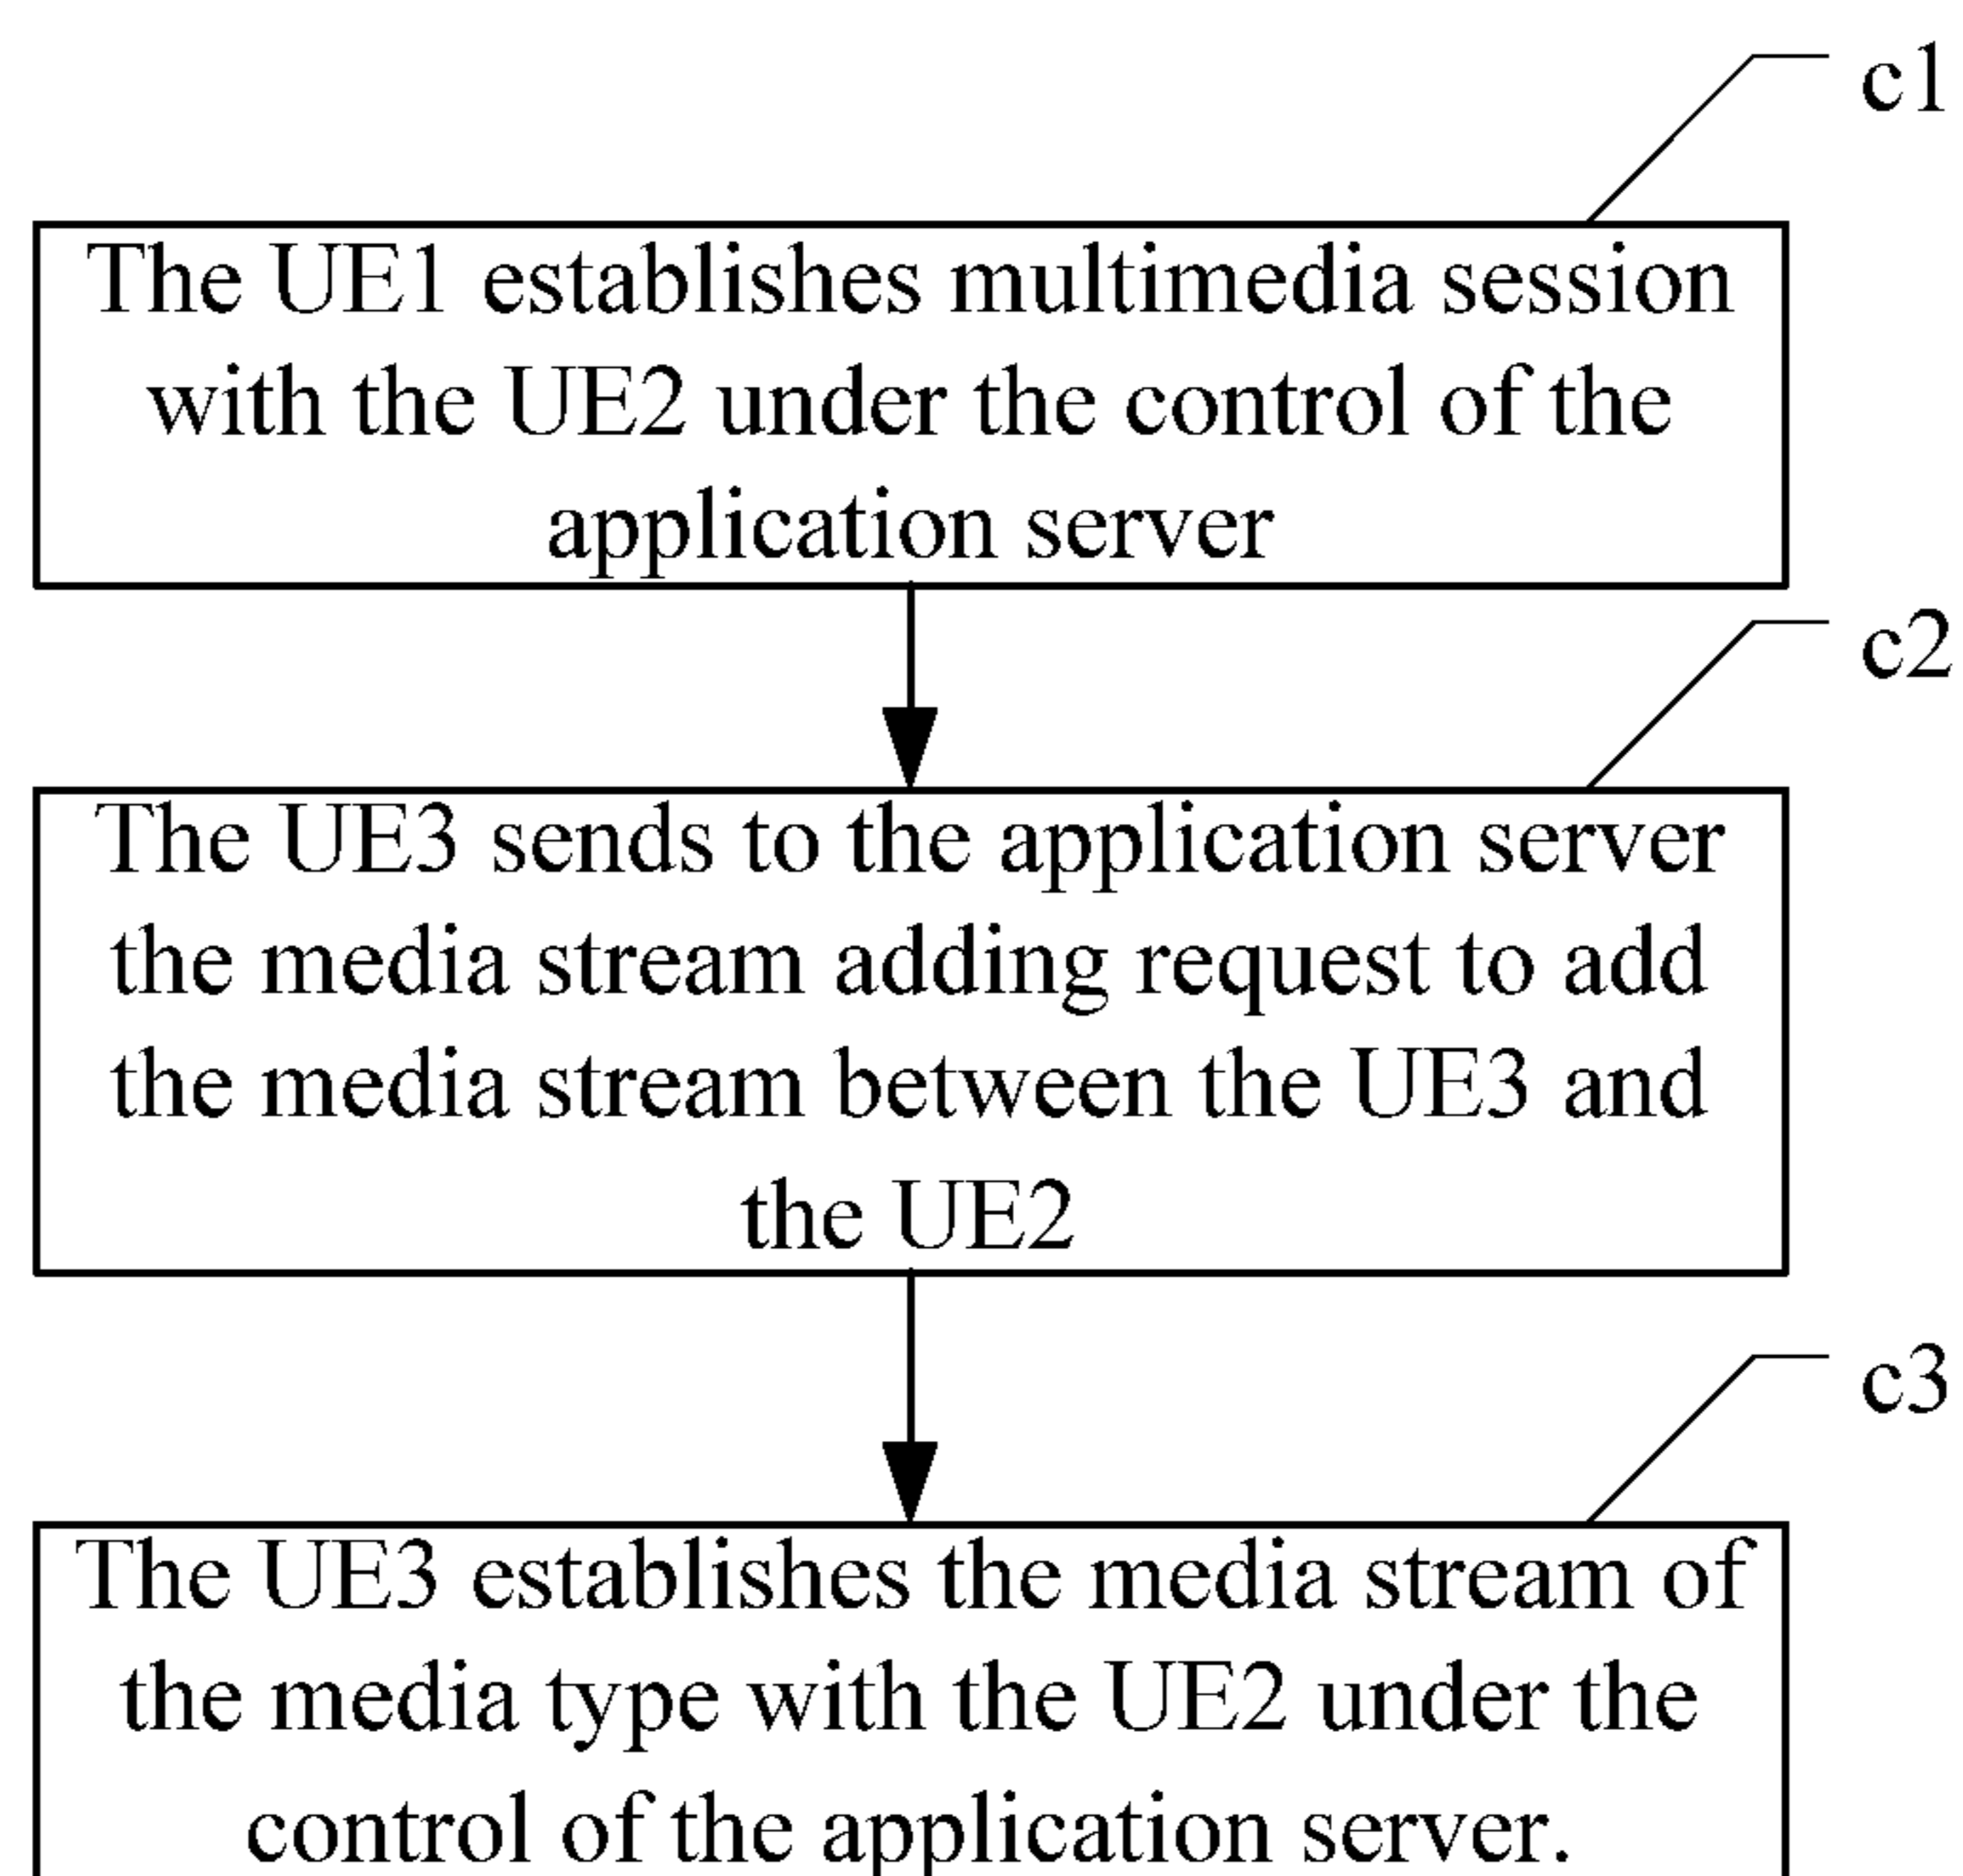 c1
The UE1 establishes multimedia session
with the UE2 under the control of the
application server
c2
The UE3 sends to the application server
the media stream adding request to add
the media stream between the UE3 and
the UE2
c3
The UE3 establishes the media stream of
the media type with the UE2 under the
control of the application server.